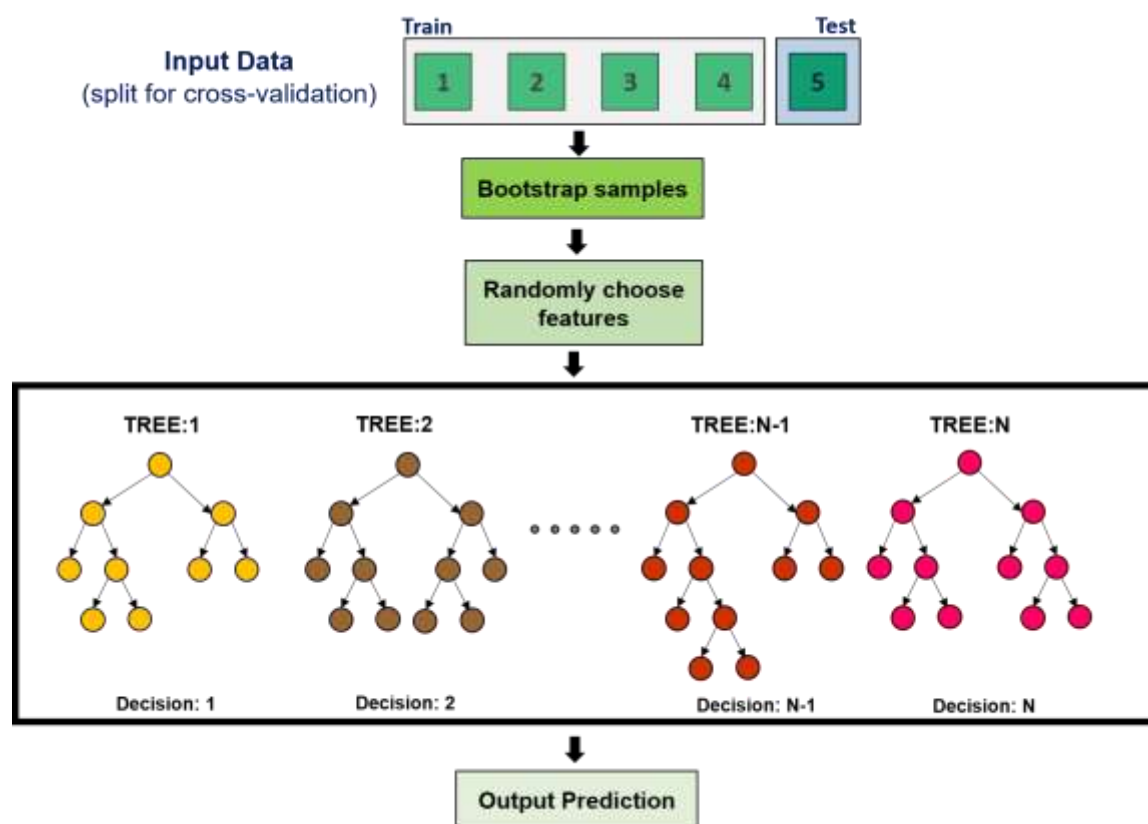 Train
Test
Input Data
(split for cross-validation)
1
2
3
4
5
Bootstrap samples
Randomly choose
features
TREE:1
TREE:2
TREE:N-1
TREE:N
Decision: 1
Decision: 2
Decision: N-1
Decision: N
Output Prediction